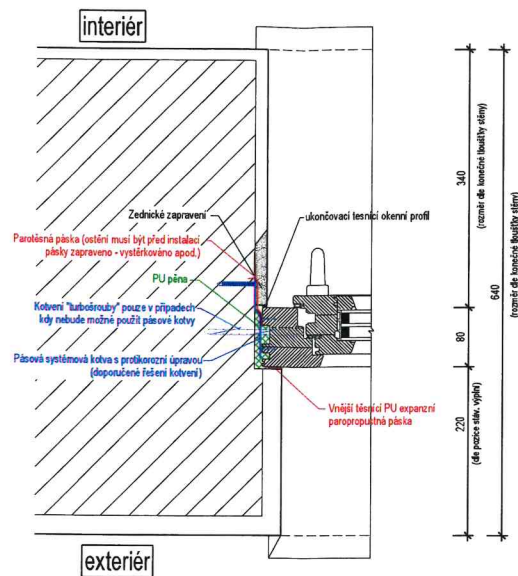 interiér
Zednické zapravení
ukončovací tesnící okenní profil
Parotěsná páska (ostění musí být před instalací
pásky zapraveno - vystěrkováno apod.)
PU pěna
Kotvení "turbošrouby" pouze v případech
kdy nebude možné použít pásové kotvy
Pásová systémová kotva s protikorozní úpravou
(doporučené řešení kotvení)
Vnější těsnící PU expanzní
paropropustná páska
340
(rozměr dle konečné tloušťky stěny)
80
220
(dle pozice stáv. výplní)
640
(rozměr dle konečné tloušťky stěny)
exteriér